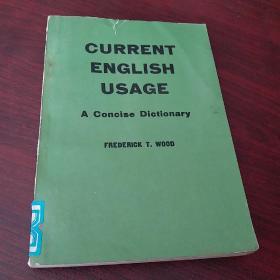 CURRENT
ENGLISH
USAGE
A Concise Dictionary
FREDERICK T. WOOD